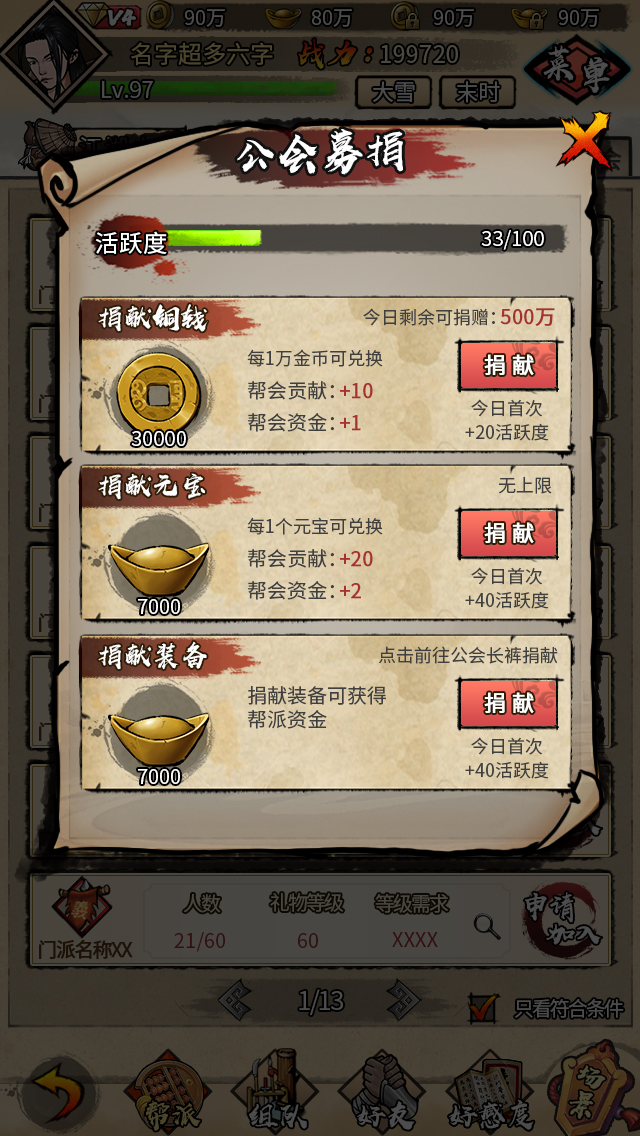 V4 90万 80万 90万 90万
名字超多六字 战力:199720
Lv.97 大雪 末时
菜单
公会募捐
活跃度 33/100
捐献铜钱 今日剩余可捐赠:500万
每1万金币可兑换
帮会贡献:+10
帮会资金:+1
30000
捐献
今日首次
+20活跃度
捐献元宝 无上限
每1个元宝可兑换
帮会贡献:+20
帮会资金:+2
7000
捐献
今日首次
+40活跃度
捐献装备 点击前往公会长裤捐献
捐献装备可获得
帮派资金
7000
捐献
今日首次
+40活跃度
人数 礼物等级 等级需求
21/60 60 XXXX
门派名称XX
申请加入
1/13
只看符合条件
帮派 组队 好友 好感度 场景